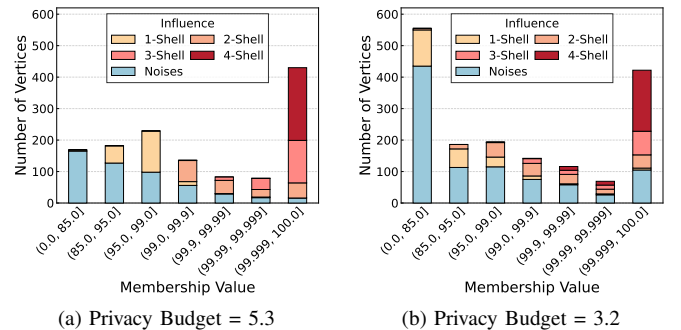 Number of Vertices
600
500
400
300
200
100
0
Influence
1-Shell 2-Shell
3-Shell 4-Shell
Noises
(0.0, 85.0]
(85.0, 95.0]
(95.0, 99.0]
(99.0, 99.9]
(99.9, 99.99]
(99.99, 99.999]
(99.999, 100.0]
Membership Value
(a) Privacy Budget = 5.3
Number of Vertices
600
500
400
300
200
100
0
Influence
1-Shell 2-Shell
3-Shell 4-Shell
Noises
(0.0, 85.0]
(85.0, 95.0]
(95.0, 99.0]
(99.0, 99.9]
(99.9, 99.99]
(99.99, 99.999]
(99.999, 100.0]
Membership Value
(b) Privacy Budget = 3.2